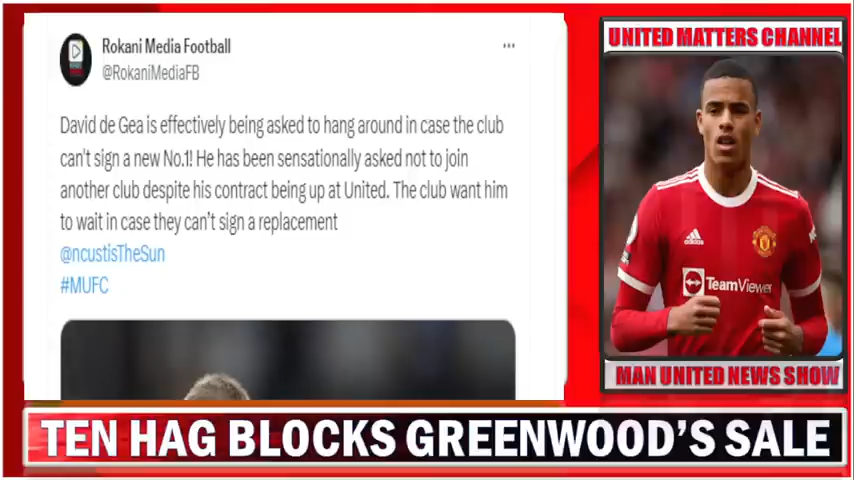 Rokani Media Football
@RokaniMediaFB
David de Gea is effectively being asked to hang around in case the club
can't sign a new No.1! He has been sensationally asked not to join
another club despite his contract being up at United. The club want him
to wait in case they can't sign a replacement
@ncustisTheSun
#MUFC
UNITED MATTERS CHANNEL
adidas
TeamViewer
MAN UNITED NEWS SHOW
TEN HAG BLOCKS GREENWOOD'S SALE